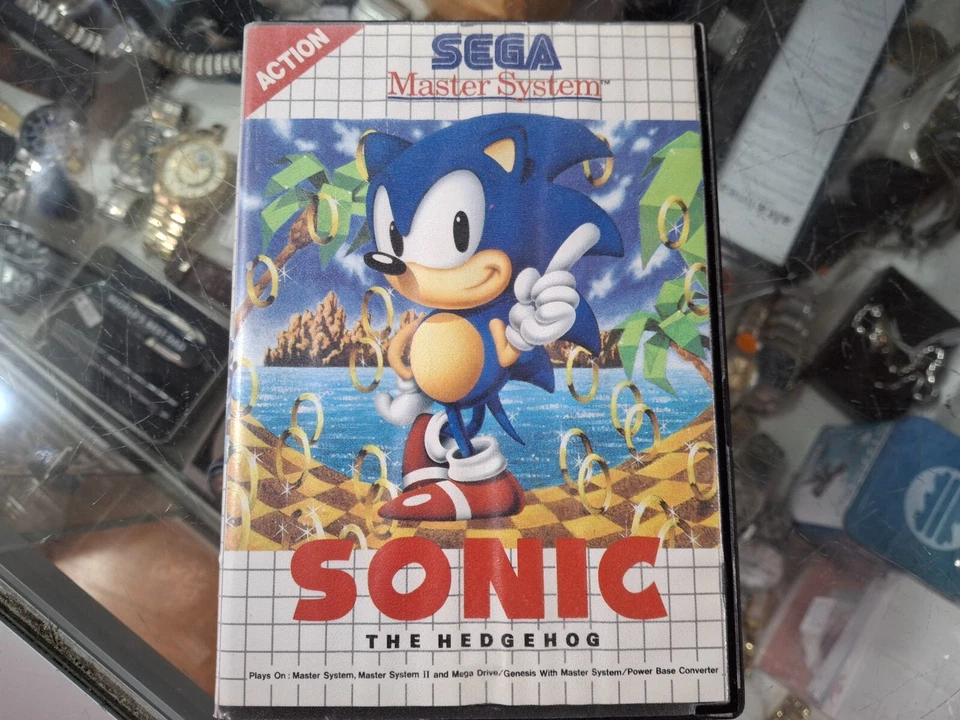 ACTION
SEGA
Master System™
SONIC
THE HEDGEHOG
Plays On : Master System, Master System II and Mega Drive/Genesis With Master System/Power Base Converter